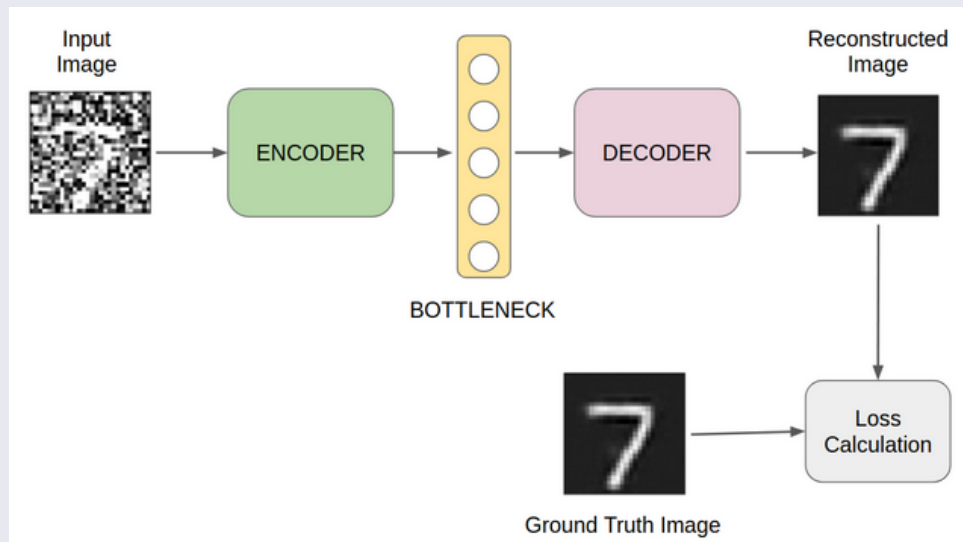 Input
Image
Reconstructed
Image
ENCODER
DECODER
BOTTLENECK
Loss
Calculation
Ground Truth Image